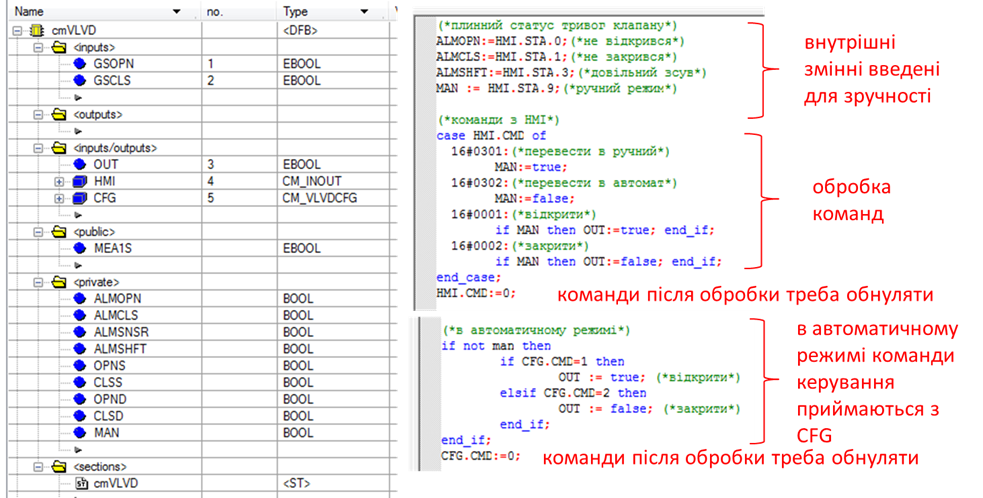 Name no. Type
cmVLVD <DFB>
<inputs>
GSOPN 1 EBOOL
GSCLS 2 EBOOL
<outputs>
<inputs/outputs>
OUT 3 EBOOL
HMI 4 CM_INOUT
CFG 5 CM_VLVDCFG
<public>
MEA1S EBOOL
<private>
ALMOPN BOOL
ALMCLS BOOL
ALMSNSR BOOL
ALMSHFT BOOL
OPNS BOOL
CLSS BOOL
OPND BOOL
CLSD BOOL
MAN BOOL
<sections>
cmVLVD <ST>
(*плинний статус тривог клапану*)
ALMOPN:=HMI.STA.0;(*не відкрився*)
ALMCLS:=HMI.STA.1;(*не закрився*)
ALMSHFT:=HMI.STA.3;(*довільний зсув*)
MAN := HMI.STA.9;(*ручний режим*)
внутрішні
змінні введені
для зручності
(*команди з HMI*)
case HMI.CMD of
16#0301:(*перевести в ручний*)
MAN:=true;
16#0302:(*перевести в автомат*)
MAN:=false;
16#0001:(*відкрити*)
if MAN then OUT:=true; end_if;
16#0002:(*закрити*)
if MAN then OUT:=false; end_if;
end_case;
HMI.CMD:=0;
обробка
команд
команди після обробки треба обнуляти
(*в автоматичному режимі*)
if not man then
if CFG.CMD=1 then
OUT := true; (*відкрити*)
elsif CFG.CMD=2 then
OUT := false; (*закрити*)
end_if;
end_if;
CFG.CMD:=0;
в автоматичному
режимі команди
керування
приймаються з
CFG
команди після обробки треба обнуляти